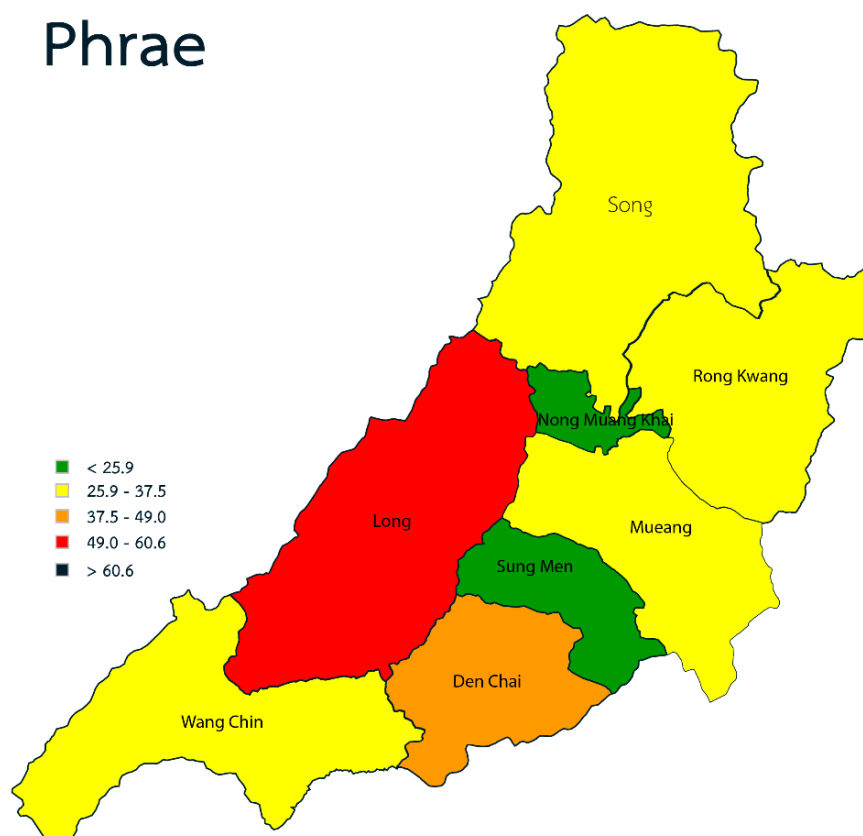 Phrae
Song
Rong Kwang
Nong Muang Khai
< 25.9
25.9 - 37.5
37.5 - 49.0
49.0 - 60.6
> 60.6
Long
Mueang
Sung Men
Den Chai
Wang Chin